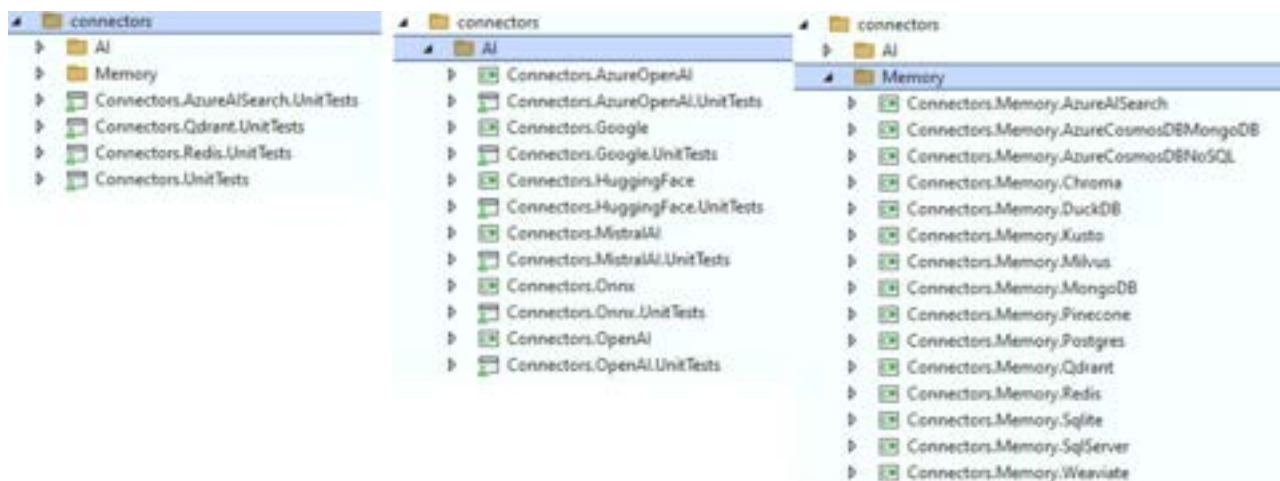 connectors
AI
Memory
Connectors.AzureAISearch.UnitTests
Connectors.Qdrant.UnitTests
Connectors.Redis.UnitTests
Connectors.UnitTests
connectors
AI
Connectors.AzureOpenAI
Connectors.AzureOpenAI.UnitTests
Connectors.Google
Connectors.Google.UnitTests
Connectors.HuggingFace
Connectors.HuggingFace.UnitTests
Connectors.MistralAI
Connectors.MistralAI.UnitTests
Connectors.Onnx
Connectors.Onnx.UnitTests
Connectors.OpenAI
Connectors.OpenAI.UnitTests
connectors
AI
Memory
Connectors.Memory.AzureAISearch
Connectors.Memory.AzureCosmosDBMongoDB
Connectors.Memory.AzureCosmosDBNoSQL
Connectors.Memory.Chroma
Connectors.Memory.DuckDB
Connectors.Memory.Kusto
Connectors.Memory.Milvus
Connectors.Memory.MongoDB
Connectors.Memory.Pinecone
Connectors.Memory.Postgres
Connectors.Memory.Qdrant
Connectors.Memory.Redis
Connectors.Memory.Sqlite
Connectors.Memory.SqlServer
Connectors.Memory.Weaviate